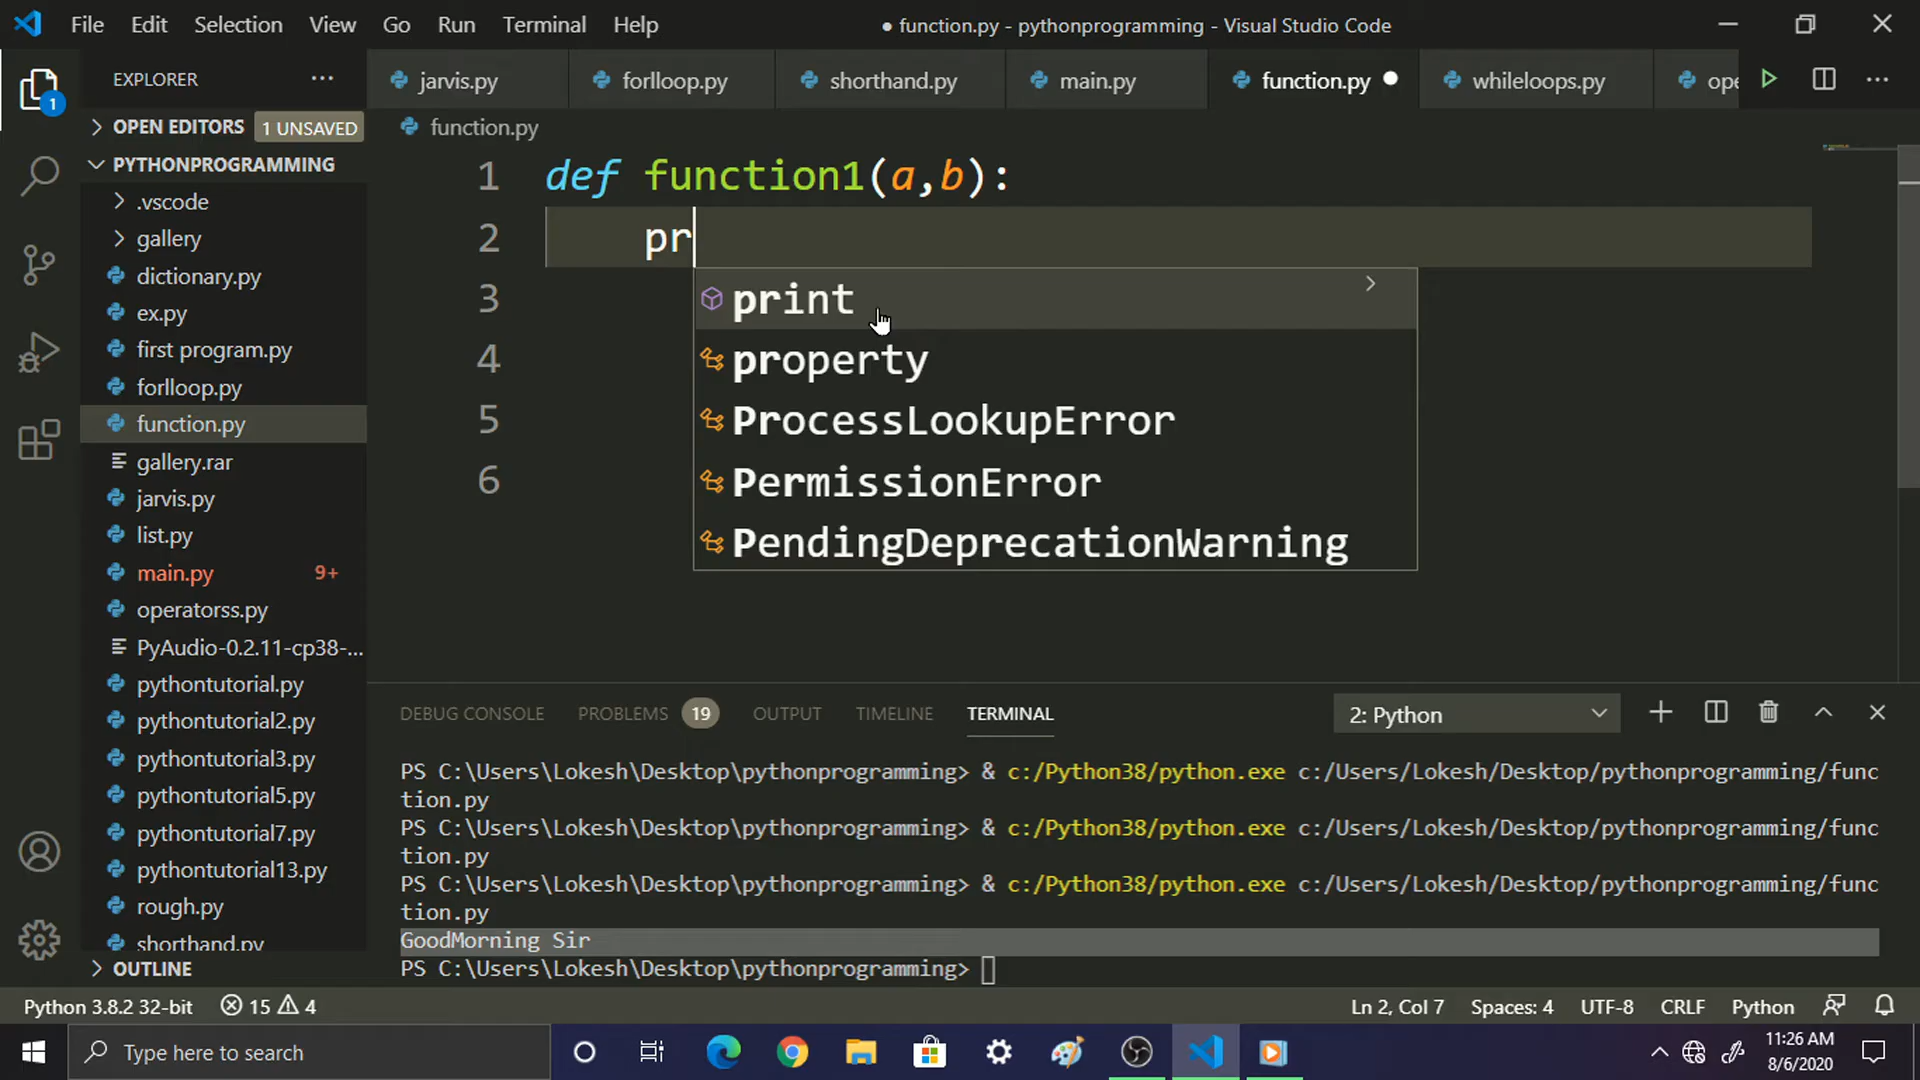 File Edit Selection View Go Run Terminal Help ● function.py - pythonprogramming - Visual Studio Code
EXPLORER ···
jarvis.py forlloop.py shorthand.py main.py function.py ● whileloops.py ope ···
OPEN EDITORS 1 UNSAVED
function.py
1
PYTHONPROGRAMMING
.vscode
gallery
dictionary.py
ex.py
first program.py
forlloop.py
function.py
gallery.rar
jarvis.py
list.py
main.py 9+
operatorss.py
PyAudio-0.2.11-cp38-...
pythontutorial.py
pythontutorial2.py
pythontutorial3.py
pythontutorial5.py
pythontutorial7.py
pythontutorial13.py
rough.py
shorthand.py
OUTLINE
1 def function1(a,b):
2 pr
3
4
5
6
print
property
ProcessLookupError
PermissionError
PendingDeprecationWarning
DEBUG CONSOLE PROBLEMS 19 OUTPUT TIMELINE TERMINAL 2: Python
PS C:\Users\Lokesh\Desktop\pythonprogramming> & c:/Python38/python.exe c:/Users/Lokesh/Desktop/pythonprogramming/func
tion.py
PS C:\Users\Lokesh\Desktop\pythonprogramming> & c:/Python38/python.exe c:/Users/Lokesh/Desktop/pythonprogramming/func
tion.py
PS C:\Users\Lokesh\Desktop\pythonprogramming> & c:/Python38/python.exe c:/Users/Lokesh/Desktop/pythonprogramming/func
tion.py
GoodMorning Sir
PS C:\Users\Lokesh\Desktop\pythonprogramming>
Python 3.8.2 32-bit 15 4 Ln 2, Col 7 Spaces: 4 UTF-8 CRLF Python
Type here to search
11:26 AM
8/6/2020